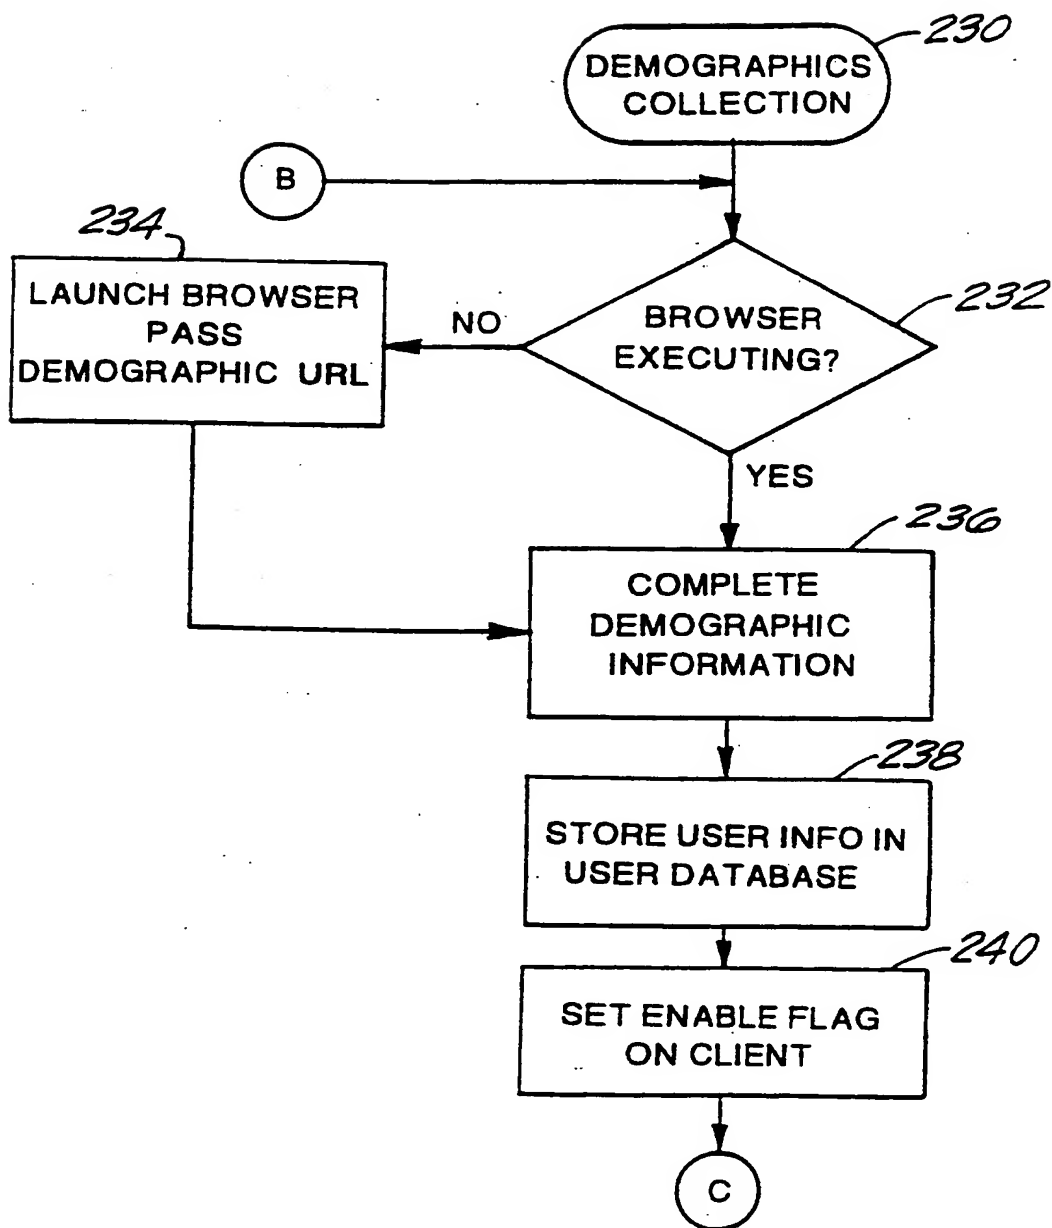 230
DEMOGRAPHICS
COLLECTION
B
234
LAUNCH BROWSER
PASS
DEMOGRAPHIC URL
NO
BROWSER
EXECUTING?
232
YES
236
COMPLETE
DEMOGRAPHIC
INFORMATION
238
STORE USER INFO IN
USER DATABASE
240
SET ENABLE FLAG
ON CLIENT
C